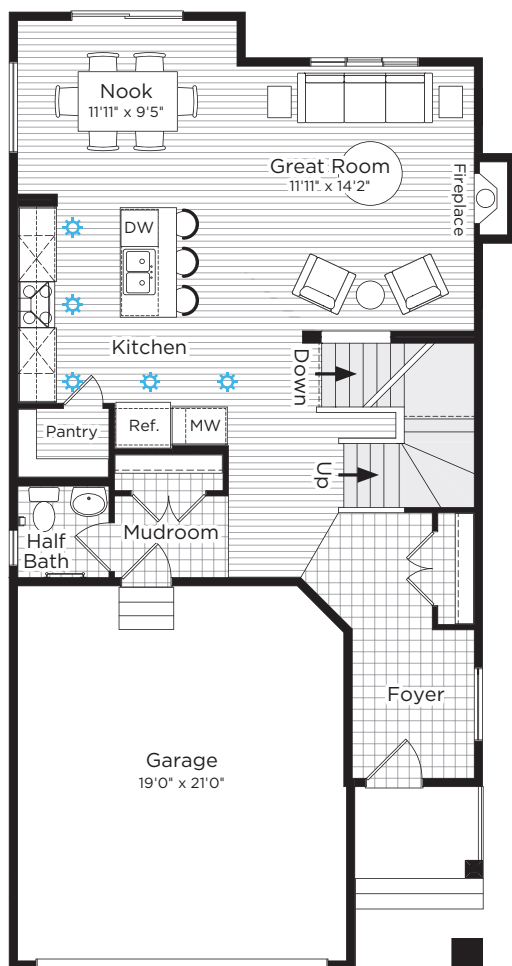 Nook
11'11" x 9'5"
Great Room
11'11" x 14'2"
Fireplace
DW
Kitchen
Down
Pantry
Ref.
MW
Up
Half
Bath
Mudroom
Foyer
Garage
19'0" x 21'0"